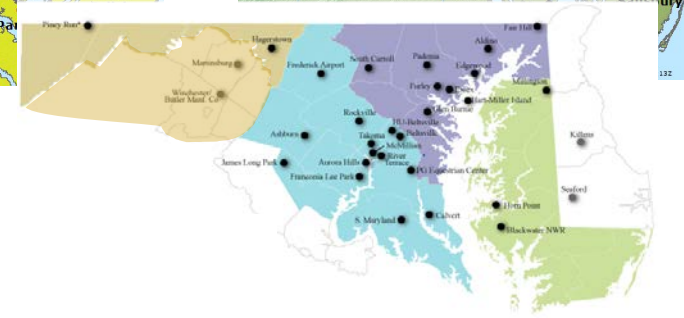 Piney Run*
Hagerstown
Martinsburg
Winchester/
Butler Manf. Co
Frederick Airport
South Carroll
Padonia
Aldino
Fair Hill
Edgewood
Furley
Essex
Hart-Miller Island
Glen Burnie
Millington
Rockville
HU-Beltsville
Beltsville
Takoma
McMillian
River
Terrace
Ashburn
James Long Park
Aurora Hills
Franconia Lee Park
PG Equestrian Center
S. Maryland
Calvert
Killens
Seaford
Horn Point
Blackwater NWR